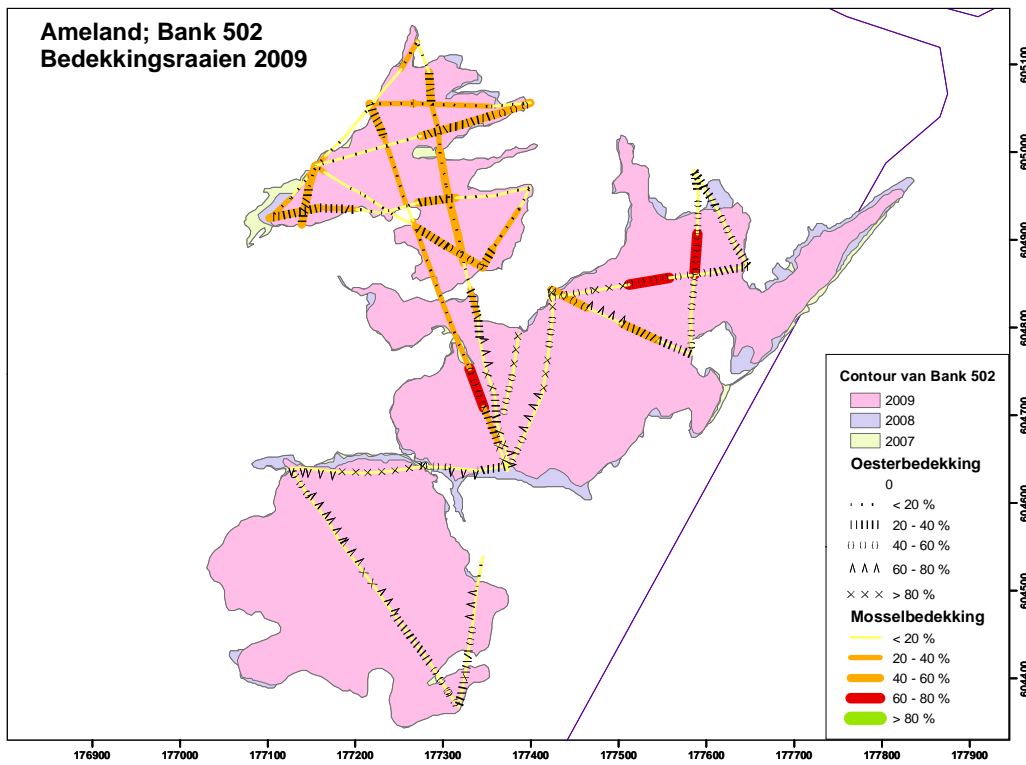 Ameland; Bank 502
Bedekkingsraaien 2009
605100
605000
604900
604800
604700
604600
604500
604400
Contour van Bank 502
2009
2008
2007
Oesterbedekking
0
< 20 %
20 - 40 %
40 - 60 %
60 - 80 %
> 80 %
Mosselbedekking
< 20 %
20 - 40 %
40 - 60 %
60 - 80 %
> 80 %
176900 177000 177100 177200 177300 177400 177500 177600 177700 177800 177900